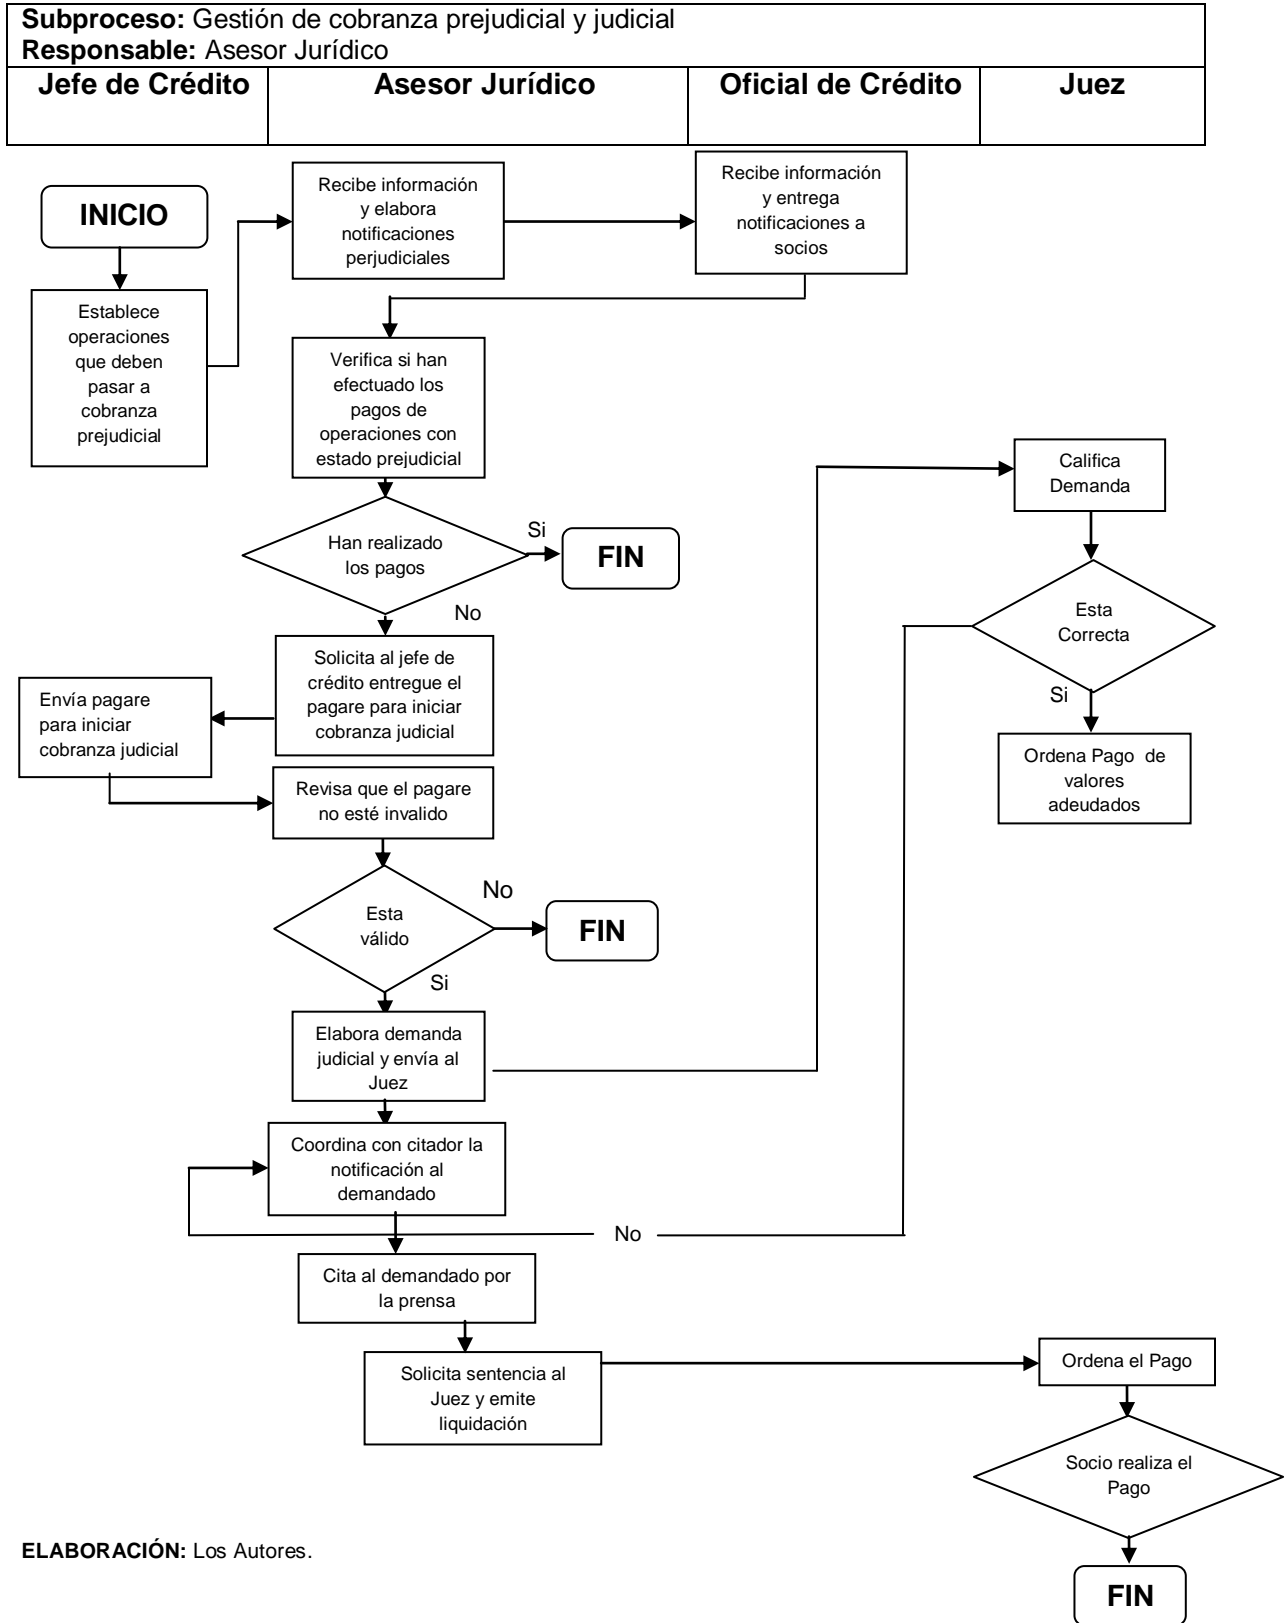 Subproceso: Gestión de cobranza prejudicial y judicial
Responsable: Asesor Jurídico
Jefe de Crédito
Asesor Jurídico
Oficial de Crédito
Juez
INICIO
Establece
operaciones
que deben
pasar a
cobranza
prejudicial
Recibe información
y elabora
notificaciones
perjudiciales
Recibe información
y entrega
notificaciones a
socios
Verifica si han
efectuado los
pagos de
operaciones con
estado prejudicial
Han realizado
los pagos
Si
FIN
No
Solicita al jefe de
crédito entregue el
pagare para iniciar
cobranza judicial
Envía pagare
para iniciar
cobranza judicial
Revisa que el pagare
no esté invalido
Esta
válido
No
FIN
Si
Elabora demanda
judicial y envía al
Juez
Califica
Demanda
Esta
Correcta
Si
Ordena Pago de
valores
adeudados
Coordina con citador la
notificación al
demandado
No
Cita al demandado por
la prensa
Solicita sentencia al
Juez y emite
liquidación
Ordena el Pago
Socio realiza el
Pago
FIN
ELABORACIÓN: Los Autores.